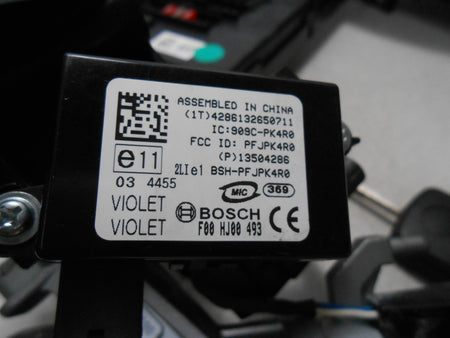 ASSEMBLED IN CHINA
(1T)4286132650711
IC:909C-PK4R0
FCC ID: PFJPK4R0
(P)13504286
e11
2LIe1 BSH-PFJPK4R0
03 4455
MIC 369
VIOLET
BOSCH CE
VIOLET
F00 HJ00 493